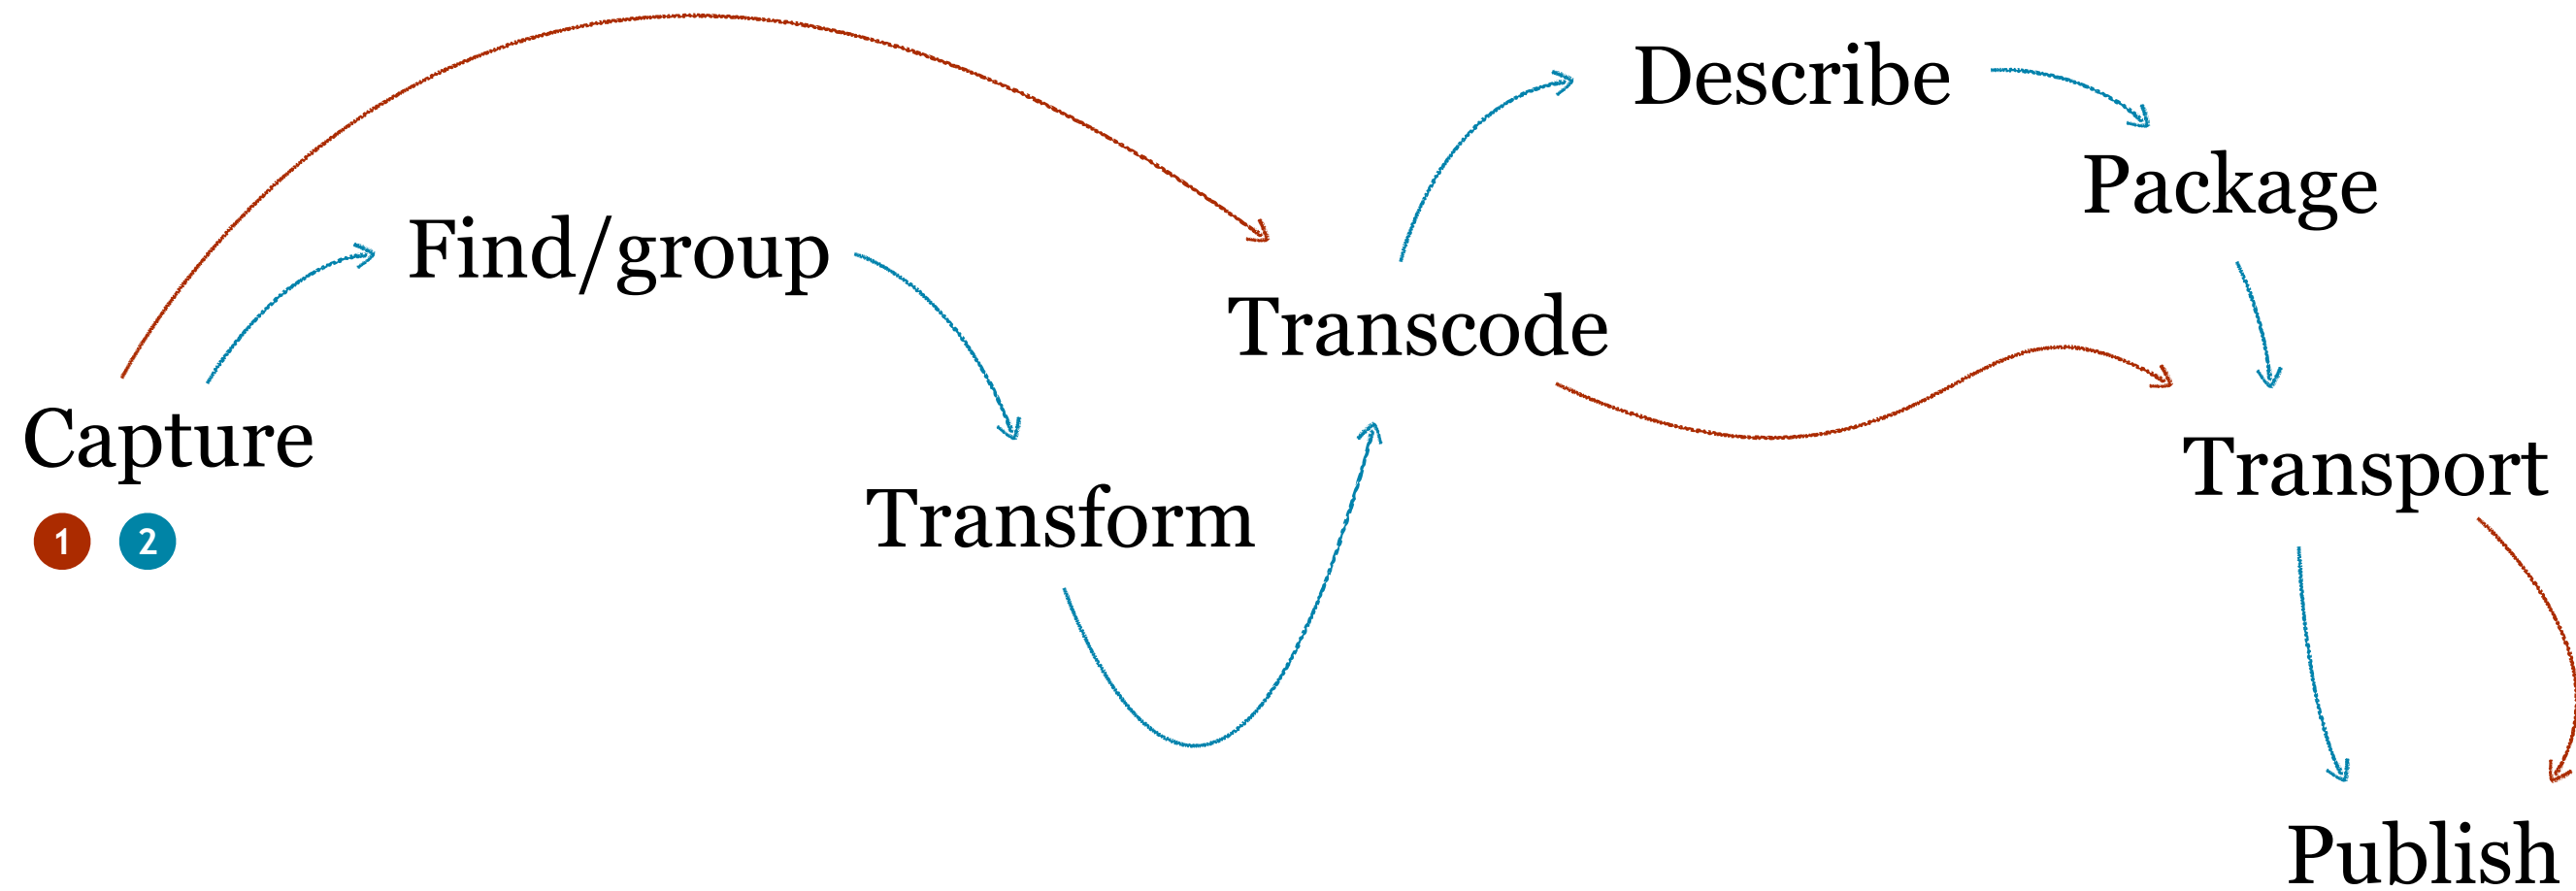 Describe
Package
Find/group
Transcode
Capture
Transport
Transform
1 2
Publish